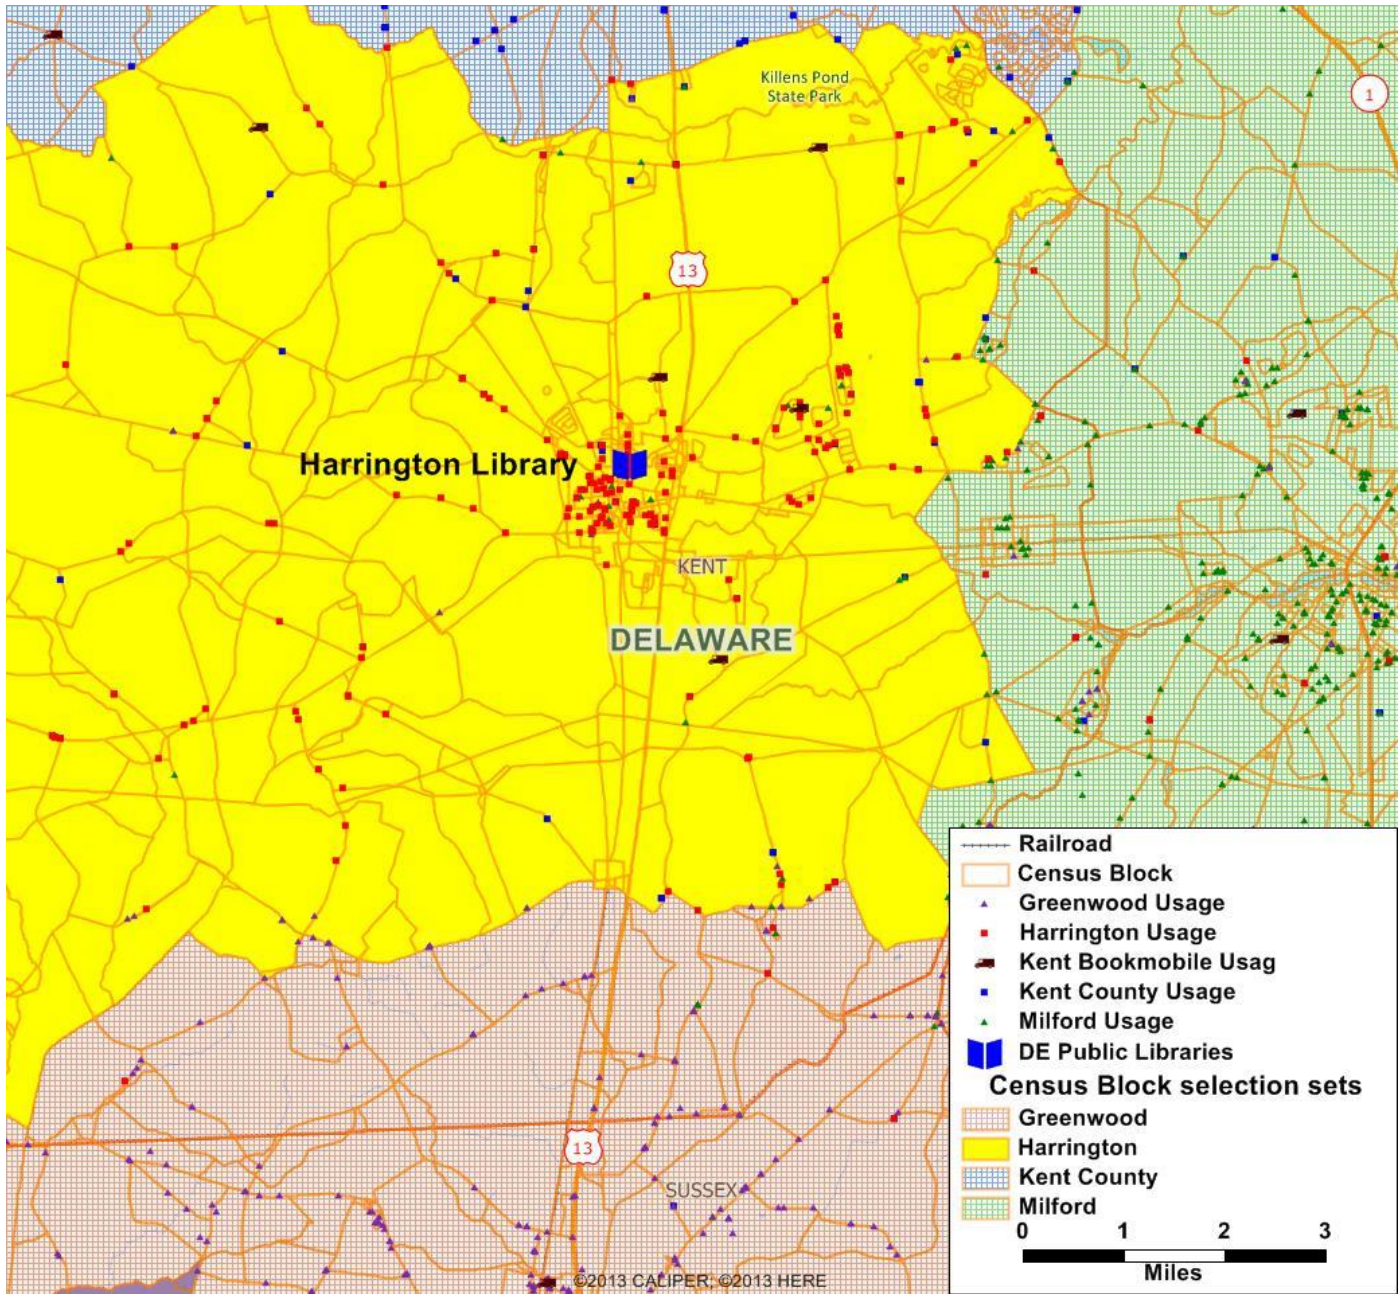 Killens Pond
State Park
1
13
Harrington Library
KENT
DELAWARE
Railroad
Census Block
Greenwood Usage
Harrington Usage
Kent Bookmobile Usag
Kent County Usage
Milford Usage
DE Public Libraries
Census Block selection sets
Greenwood
Harrington
Kent County
Milford
0 1 2 3
Miles
13
SUSSEX
©2013 CALIPER; ©2013 HERE